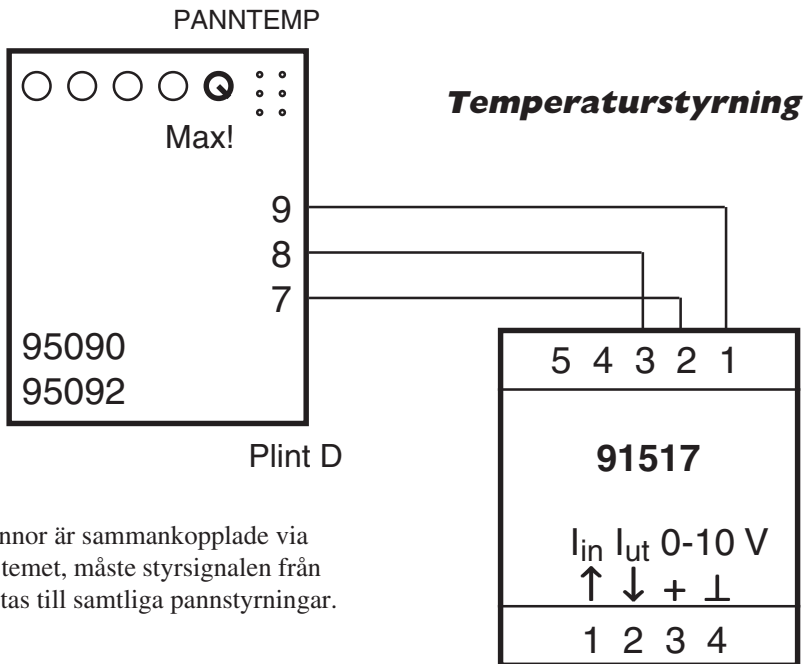 PANNTEMP
Temperaturstyrning
Max!
9
8
7
95090
95092
Plint D
5 4 3 2 1
91517
Iin Iut 0-10 V
↑ ↓ + ⊥
1 2 3 4
nnor är sammankopplade via
temet, måste styrsignalen från
tas till samtliga pannstyrningar.